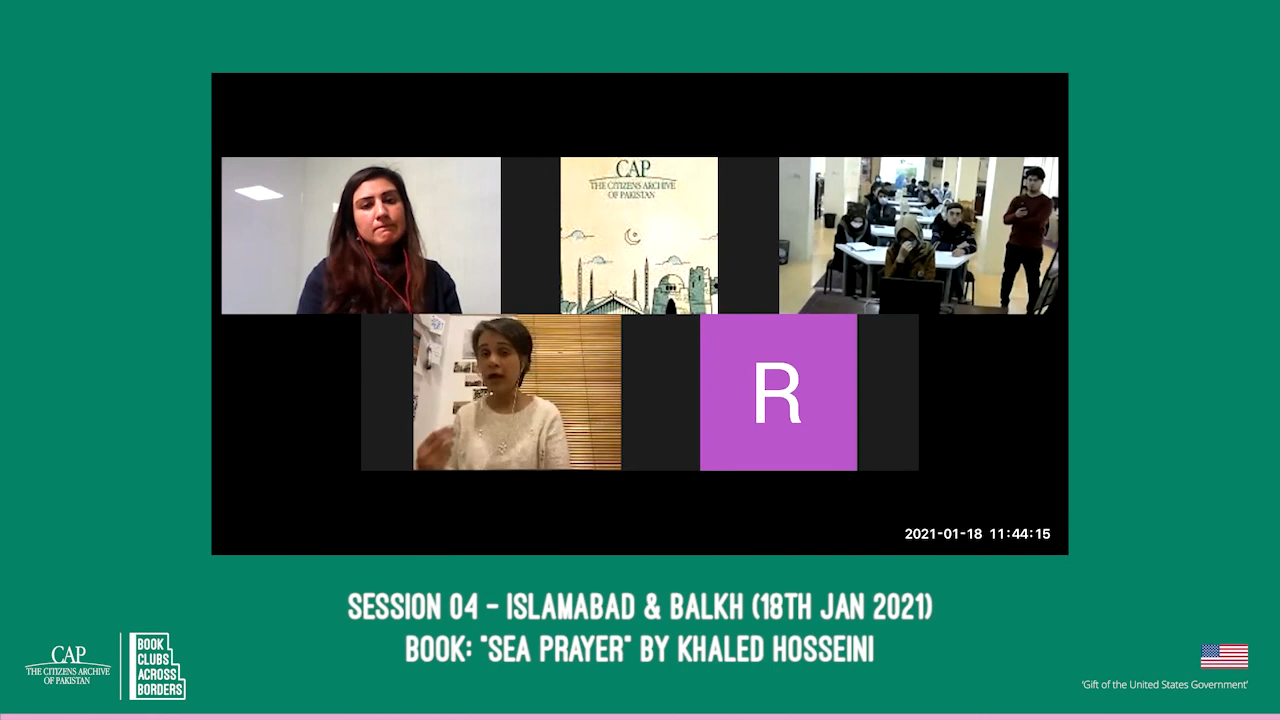 CAP
THE CITIZENS ARCHIVE
OF PAKISTAN
R
2021-01-18 11:44:15
SESSION 04 - ISLAMABAD & BALKH (18TH JAN 2021)
BOOK: "SEA PRAYER" BY KHALED HOSSEINI
CAP
THE CITIZENS ARCHIVE
OF PAKISTAN
BOOK
CLUBS
ACROSS
BORDERS
'Gift of the United States Government'